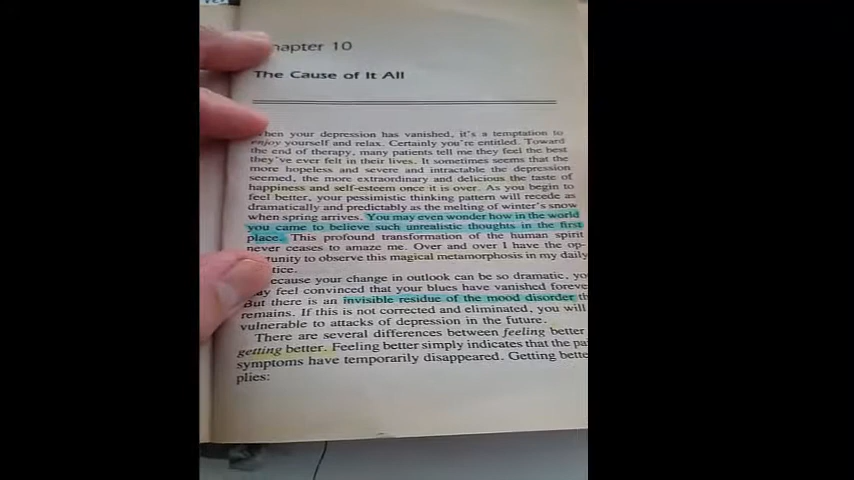 hapter 10
The Cause of It All
hen your depression has vanished, it's a temptation to
enjoy yourself and relax. Certainly you're entitled. Toward
the end of therapy, many patients tell me they feel the best
they've ever felt in their lives. It sometimes seems that the
more hopeless and severe and intractable the depression
seemed, the more extraordinary and delicious the taste of
happiness and self-esteem once it is over. As you begin to
feel better, your pessimistic thinking pattern will recede as
dramatically and predictably as the melting of winter's snow
when spring arrives. You may even wonder how in the world
you came to believe such unrealistic thoughts in the first
place. This profound transformation of the human spirit
never ceases to amaze me. Over and over I have the op-
tunity to observe this magical metamorphosis in my daily
tice.
ecause your change in outlook can be so dramatic, yo
ay feel convinced that your blues have vanished foreve
But there is an invisible residue of the mood disorder th
remains. If this is not corrected and eliminated, you will
vulnerable to attacks of depression in the future.
There are several differences between feeling better
getting better. Feeling better simply indicates that the pa
symptoms have temporarily disappeared. Getting bette
plies: